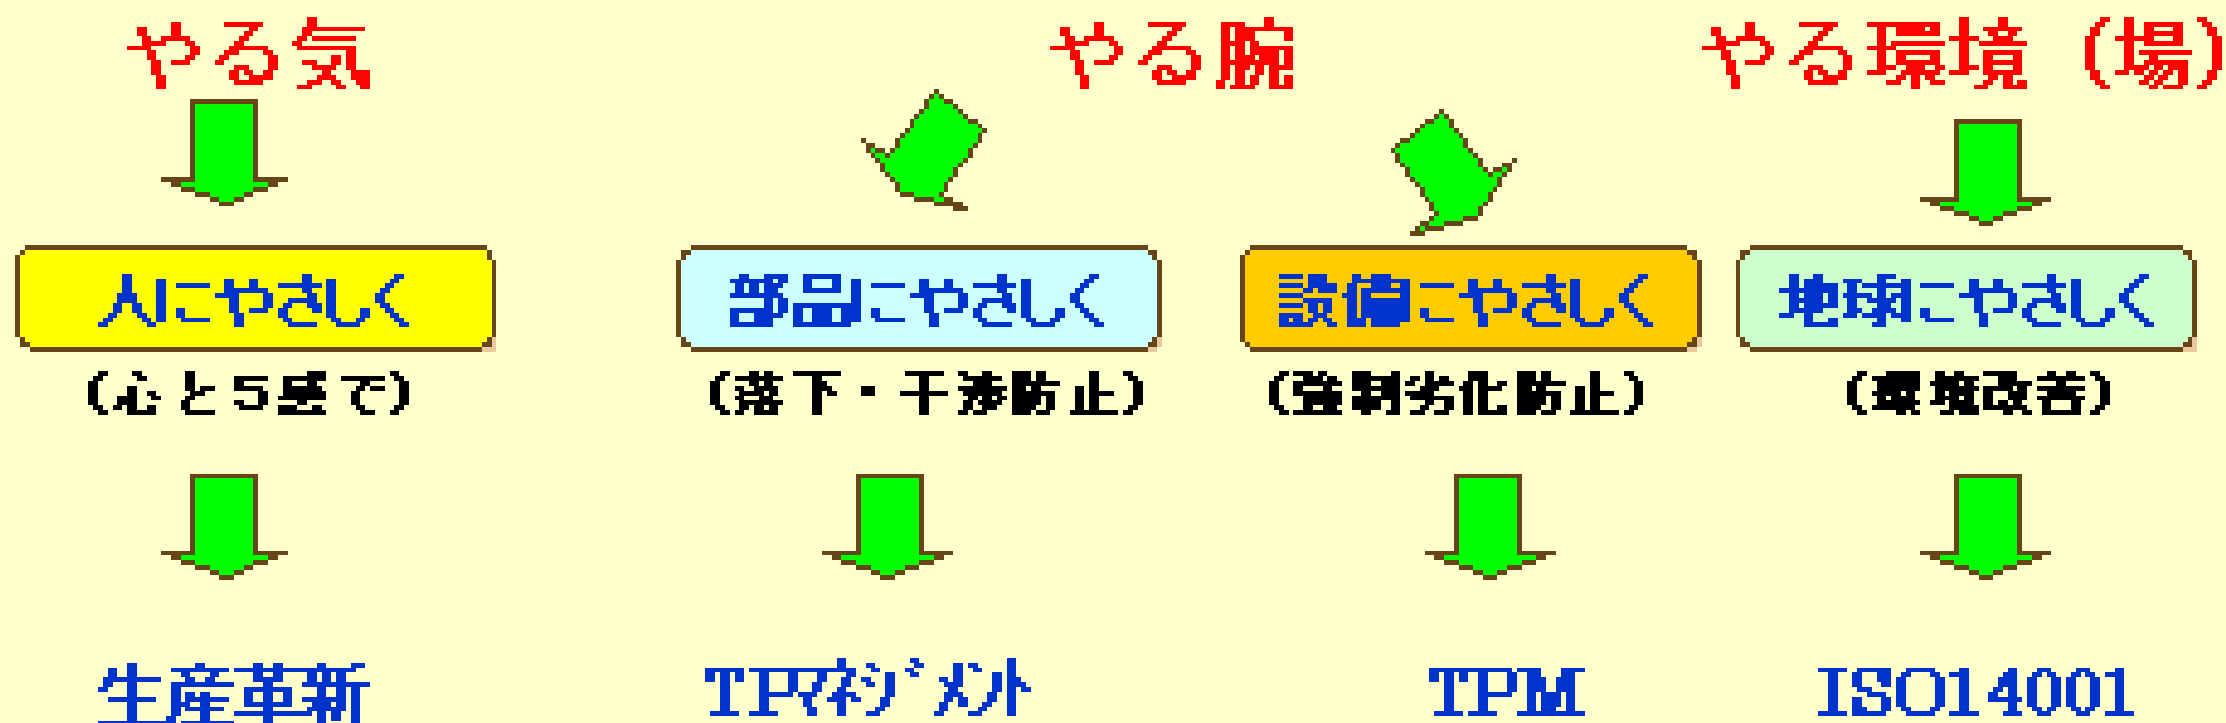 やる気
やる腕
やる環境（場）
人にやさしく
部品にやさしく
設備にやさしく
地球にやさしく
（心と５感で）
（落下・干渉防止）
（強制劣化防止）
（環境改善）
生産革新
TPﾏﾈｼﾞﾒﾝﾄ
TPM
ISO14001